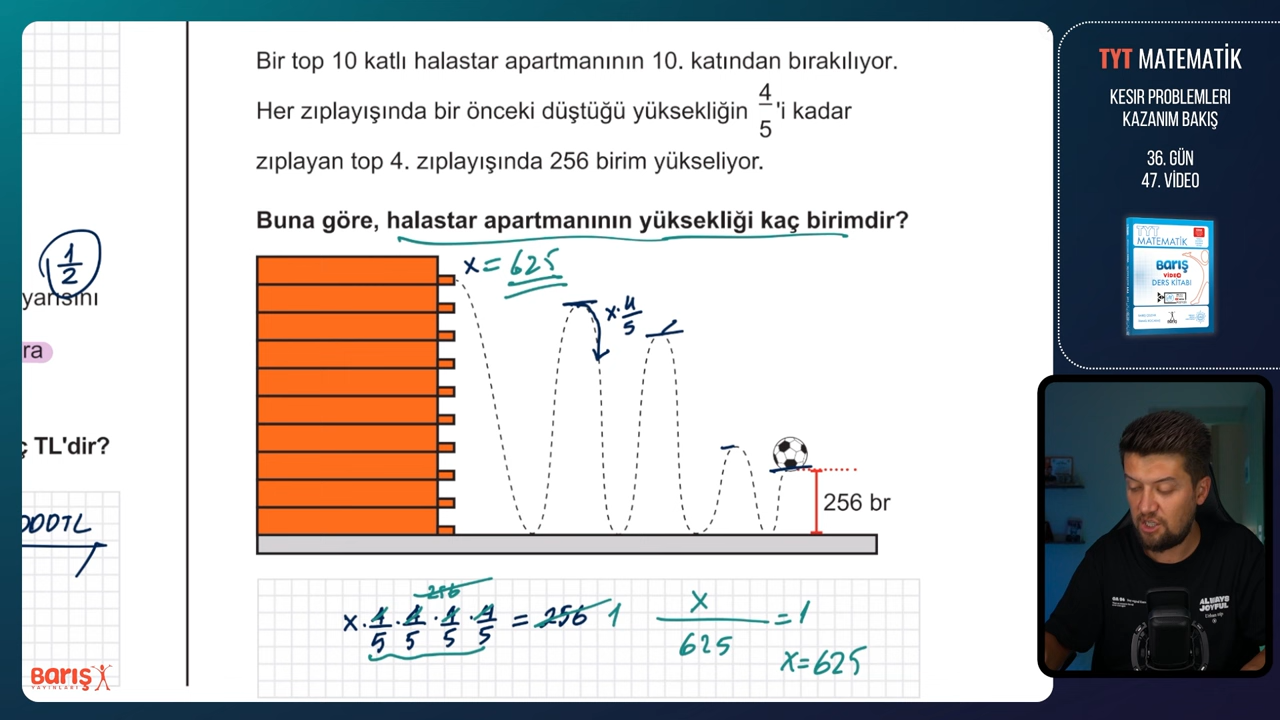 Bir top 10 katlı halastar apartmanının 10. katından bırakılıyor.
Her zıplayışında bir önceki düştüğü yüksekliğin 4/5 'i kadar
zıplayan top 4. zıplayışında 256 birim yükseliyor.
Buna göre, halastar apartmanının yüksekliği kaç birimdir?
x = 625
x · 4/5
256 br
256
x · 4/5 · 4/5 · 4/5 · 4/5 = 256 1
x/625 = 1
x = 625
1/2
yarısını
ra
ç TL'dir?
000TL
BARIŞ
YAYINLARI
TYT MATEMATİK
KESIR PROBLEMLERI
KAZANIM BAKIŞ
36. GÜN
47. VİDEO
TYT
MATEMATİK
BARIŞ
VİDEO
DERS KİTABI
ALWAYS
JOYFUL